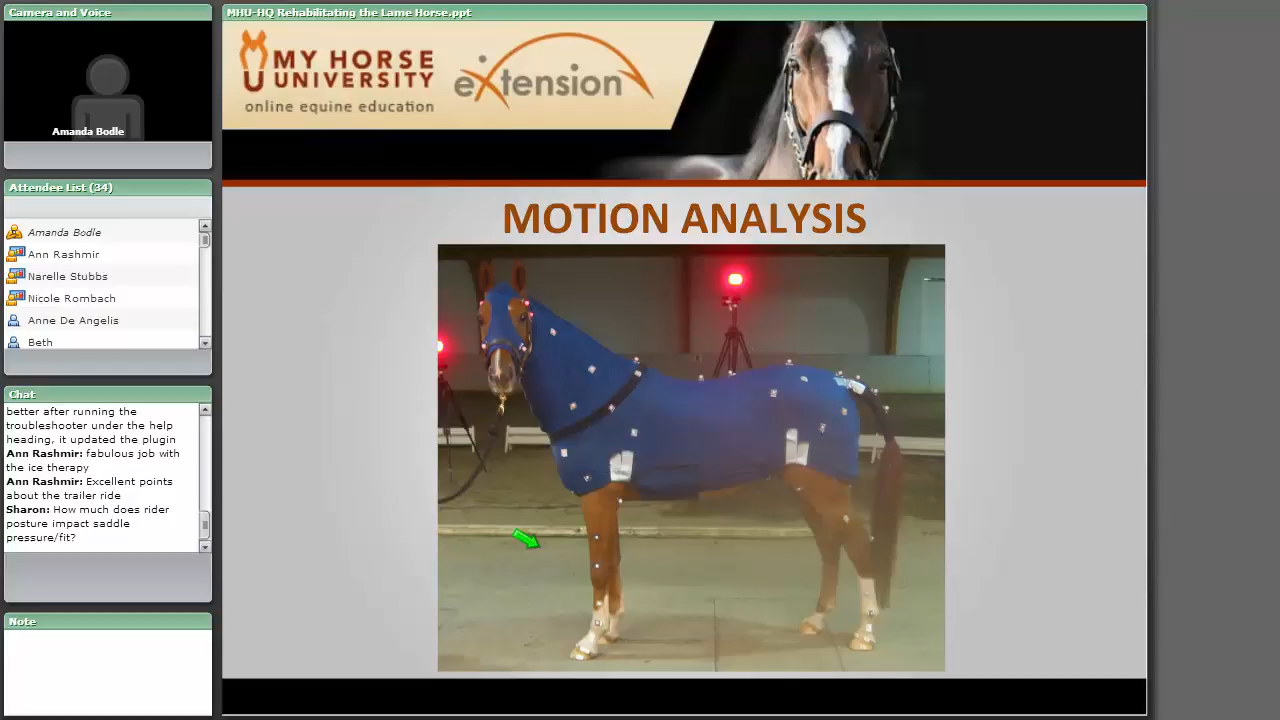 Camera and Voice
Amanda Bodle
Attendee List (34)
Amanda Bodle
Ann Rashmir
Narelle Stubbs
Nicole Rombach
Anne De Angelis
Beth
Chat
better after running the
troubleshooter under the help
heading, it updated the plugin
Ann Rashmir: fabulous job with
the ice therapy
Ann Rashmir: Excellent points
about the trailer ride
Sharon: How much does rider
posture impact saddle
pressure/fit?
Note
MHU-HQ Rehabilitating the Lame Horse.ppt
MY HORSE
UNIVERSITY
online equine education
eXtension
MOTION ANALYSIS